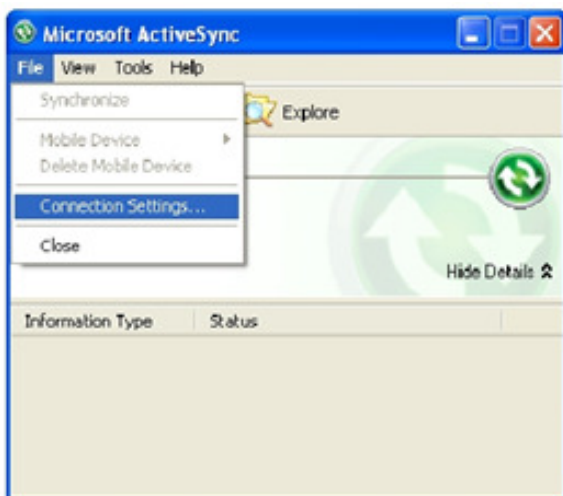 Microsoft ActiveSync
File View Tools Help
Synchronize
Explore
Mobile Device
Delete Mobile Device
Connection Settings...
Close
Hide Details
Information Type Status